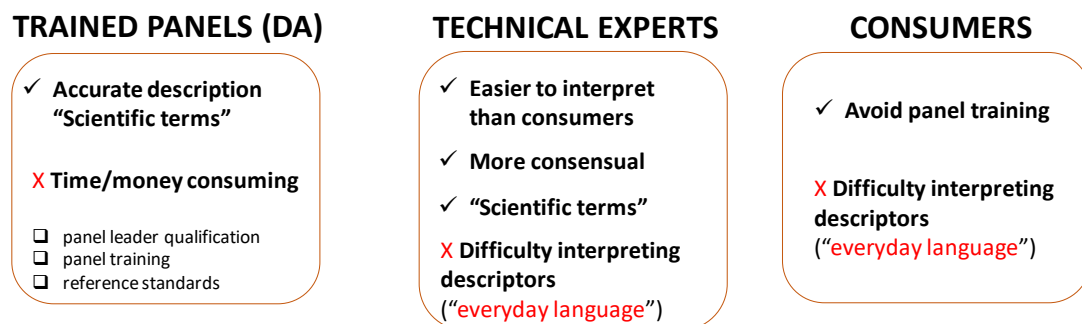 TRAINED PANELS (DA)
✓ Accurate description
“Scientific terms”
X Time/money consuming
❑ panel leader qualification
❑ panel training
❑ reference standards
TECHNICAL EXPERTS
✓ Easier to interpret
than consumers
✓ More consensual
✓ “Scientific terms”
X Difficulty interpreting
descriptors
(“everyday language”)
CONSUMERS
✓ Avoid panel training
X Difficulty interpreting
descriptors
(“everyday language”)